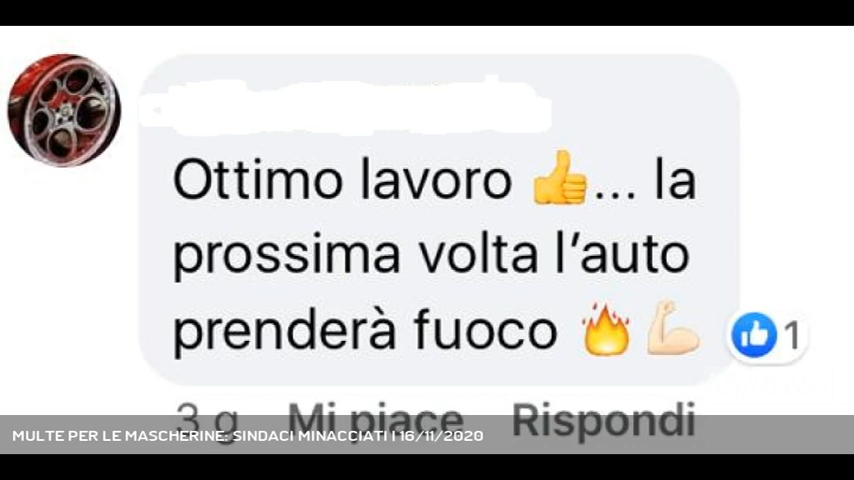 Ottimo lavoro 👍... la
prossima volta l'auto
prenderà fuoco 🔥💪🏻
1
3 g Mi piace Rispondi
MULTE PER LE MASCHERINE: SINDACI MINACCIATI | 16/11/2020